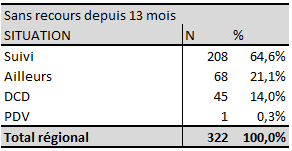 Sans recours depuis 13 mois
SITUATION N %
Suivi 208 64,6%
Ailleurs 68 21,1%
DCD 45 14,0%
PDV 1 0,3%
Total régional 322 100,0%